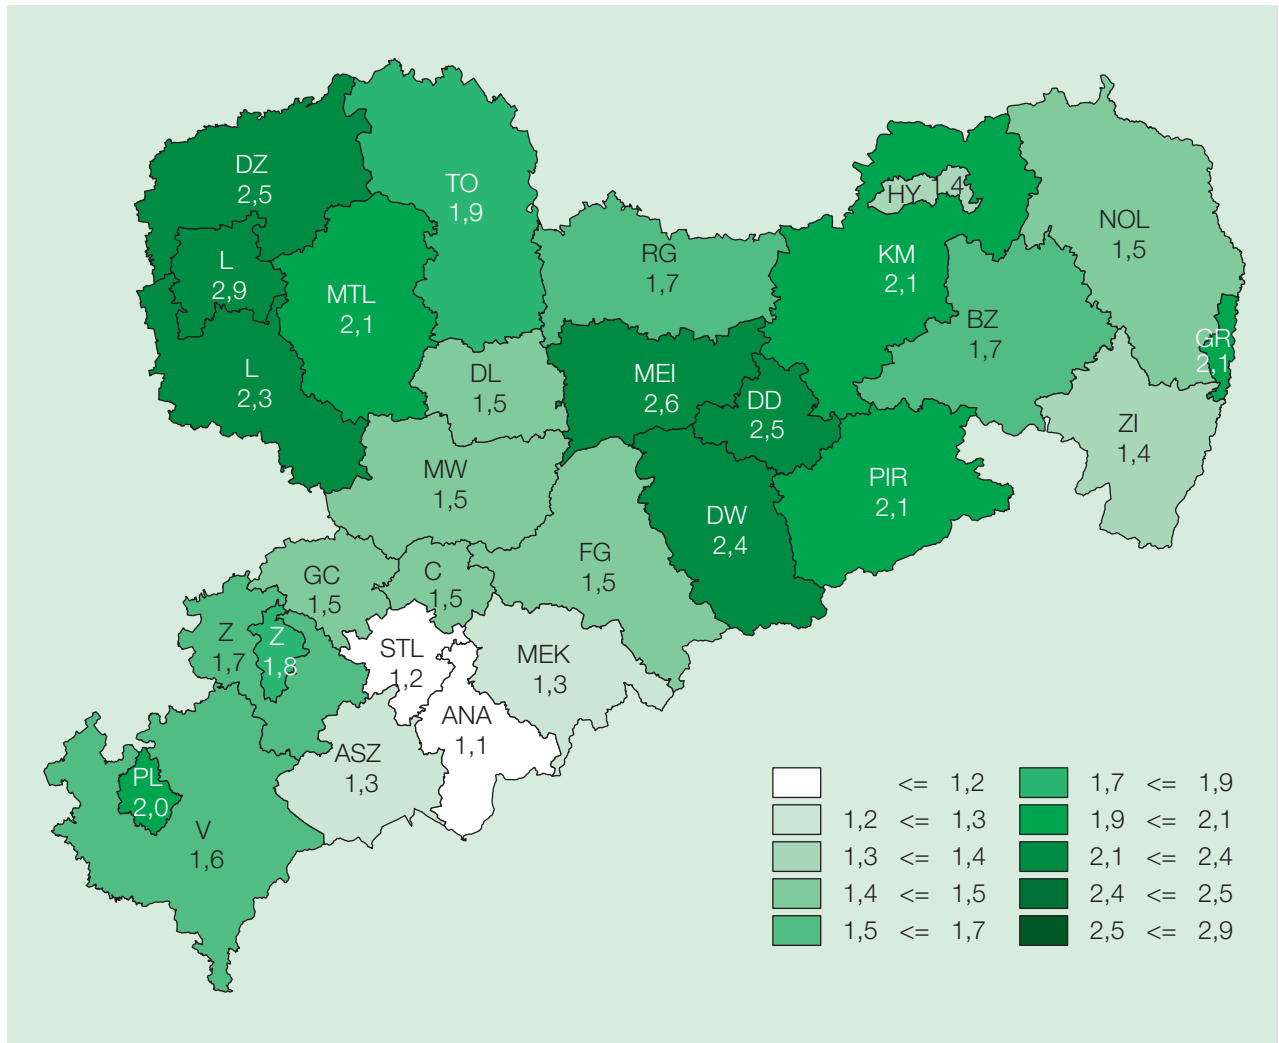 DZ
2,5
TO
1,9
HY 1,4
NOL
1,5
L
2,9
MTL
2,1
RG
1,7
KM
2,1
BZ
1,7
GR
2,1
L
2,3
DL
1,5
MEI
2,6
DD
2,5
ZI
1,4
MW
1,5
PIR
2,1
DW
2,4
FG
1,5
GC
1,5
C
1,5
Z
1,7
Z
1,8
STL
1,2
MEK
1,3
ANA
1,1
ASZ
1,3
PL
2,0
V
1,6
<= 1,2
1,2 <= 1,3
1,3 <= 1,4
1,4 <= 1,5
1,5 <= 1,7
1,7 <= 1,9
1,9 <= 2,1
2,1 <= 2,4
2,4 <= 2,5
2,5 <= 2,9